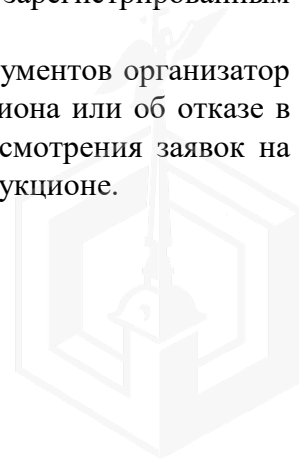 зарегистрированным
ументов организатор
иона или об отказе в
смотрения заявок на
укционе.